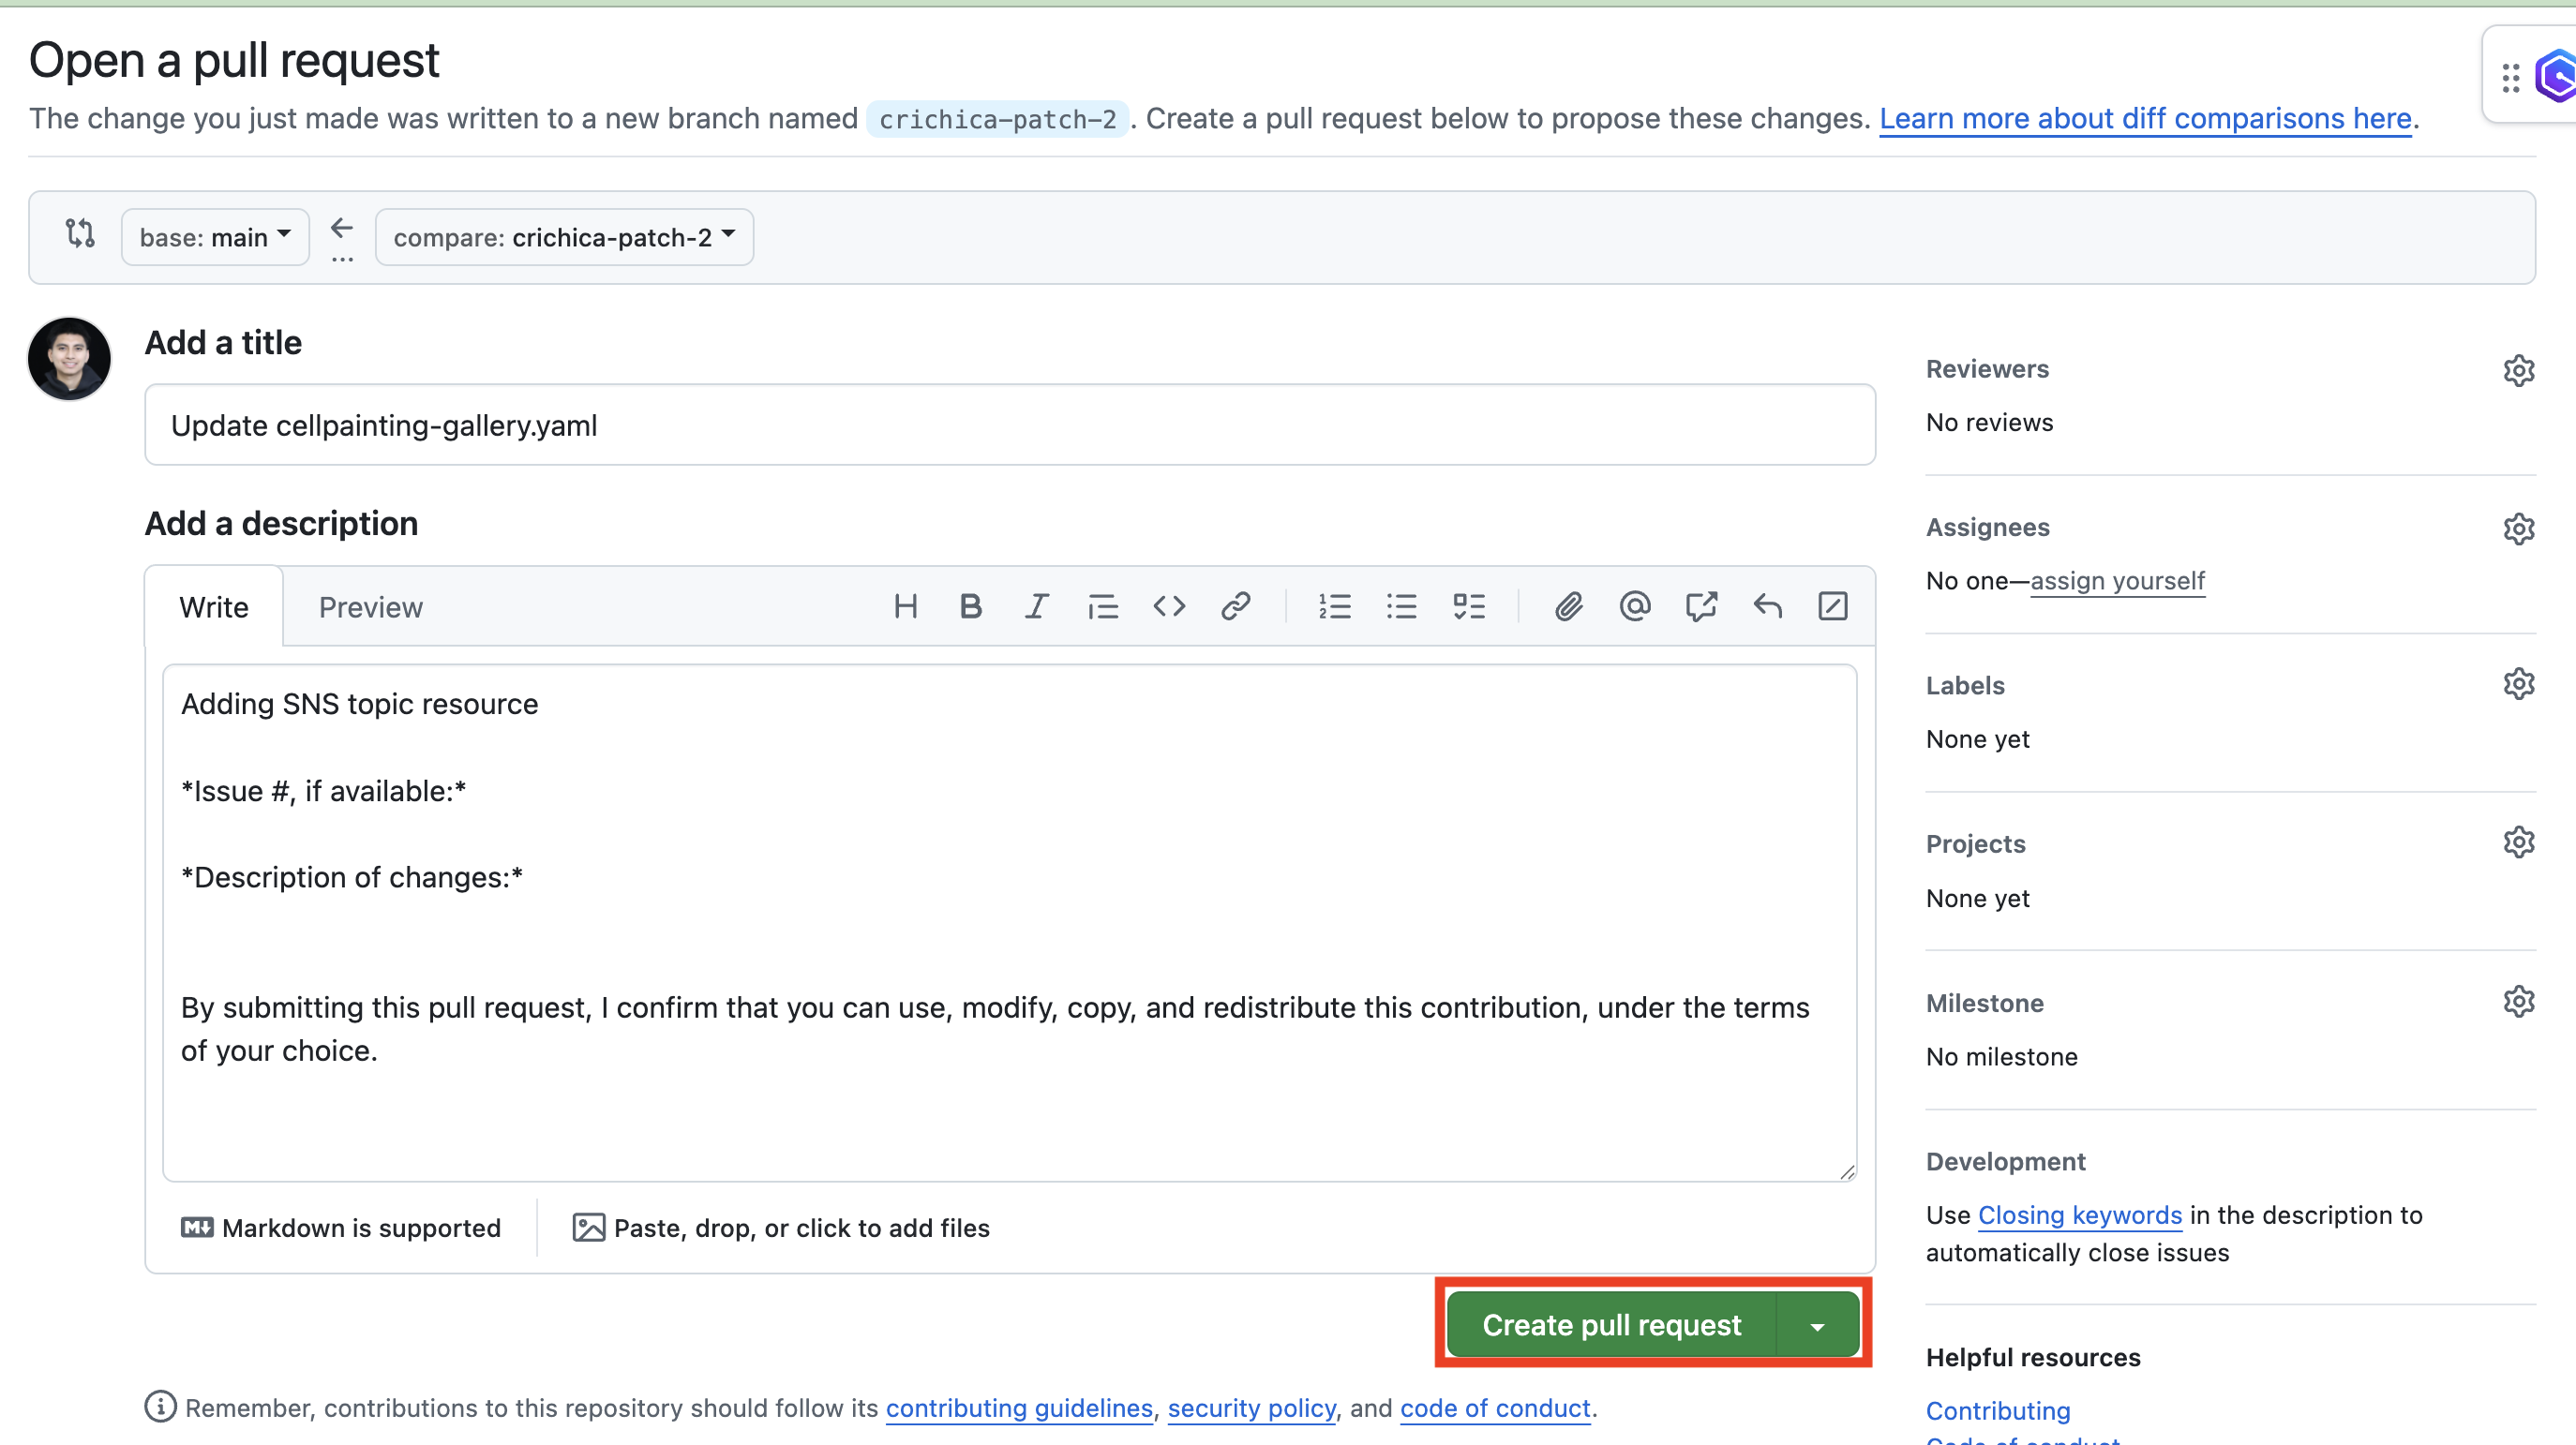 Open a pull request
The change you just made was written to a new branch named crichica-patch-2. Create a pull request below to propose these changes. Learn more about diff comparisons here.
base: main
...
compare: crichica-patch-2
Add a title
Update cellpainting-gallery.yaml
Add a description
Write
Preview
Adding SNS topic resource
*Issue #, if available:*
*Description of changes:*
By submitting this pull request, I confirm that you can use, modify, copy, and redistribute this contribution, under the terms
of your choice.
Markdown is supported
Paste, drop, or click to add files
Create pull request
Remember, contributions to this repository should follow its contributing guidelines, security policy, and code of conduct.
Reviewers
No reviews
Assignees
No one—assign yourself
Labels
None yet
Projects
None yet
Milestone
No milestone
Development
Use Closing keywords in the description to
automatically close issues
Helpful resources
Contributing
Code of conduct